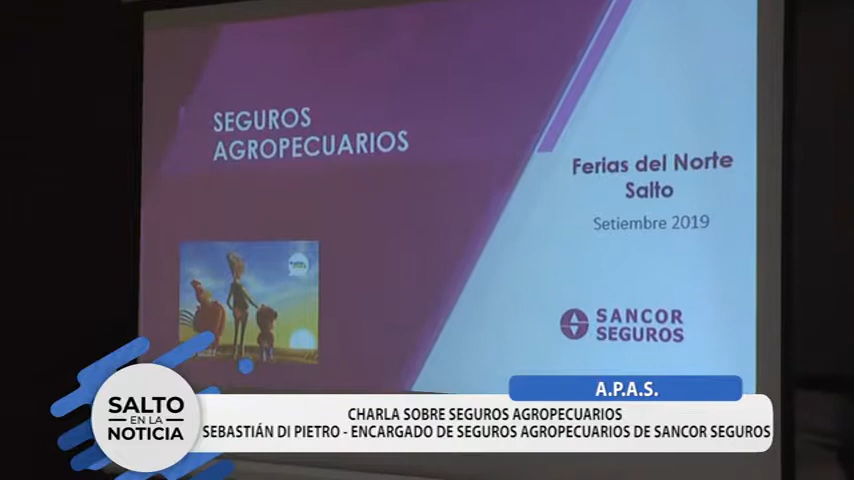 SEGUROS
AGROPECUARIOS
Ferias del Norte
Salto
Setiembre 2019
SANCOR
SEGUROS
A.P.A.S.
SALTO
EN LA
NOTICIA
CHARLA SOBRE SEGUROS AGROPECUARIOS
SEBASTIÁN DI PIETRO - ENCARGADO DE SEGUROS AGROPECUARIOS DE SANCOR SEGUROS